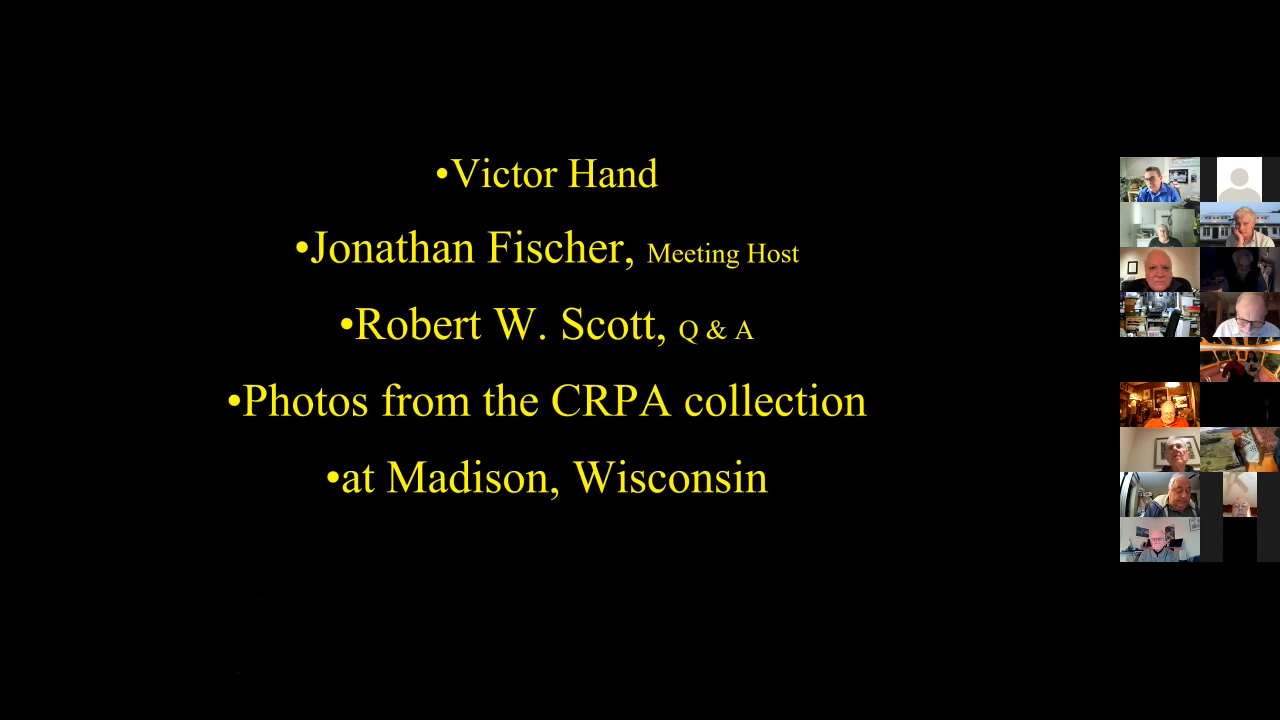 •Victor Hand
•Jonathan Fischer, Meeting Host
•Robert W. Scott, Q & A
•Photos from the CRPA collection
•at Madison, Wisconsin